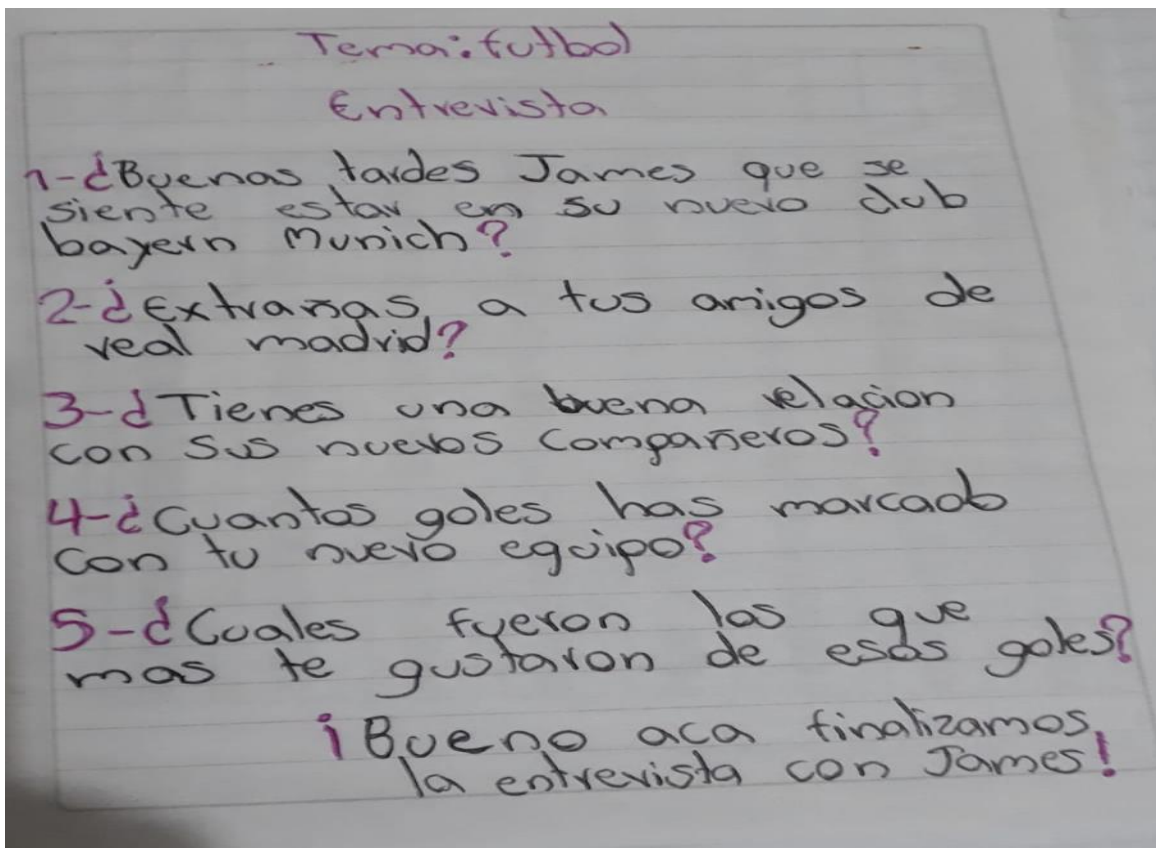 Tema: futbol
Entrevista
1-¿Buenas tardes James que se
siente estar en su nuevo club
bayern Munich?
2-¿Extrañas a tus amigos de
real madrid?
3-¿Tienes una buena relacion
con sus nuevos compañeros?
4-¿Cuantos goles has marcado
con tu nuevo equipo?
5-¿Cuales fueron los que
mas te gustaron de esos goles?
¡Bueno aca finalizamos
la entrevista con James!